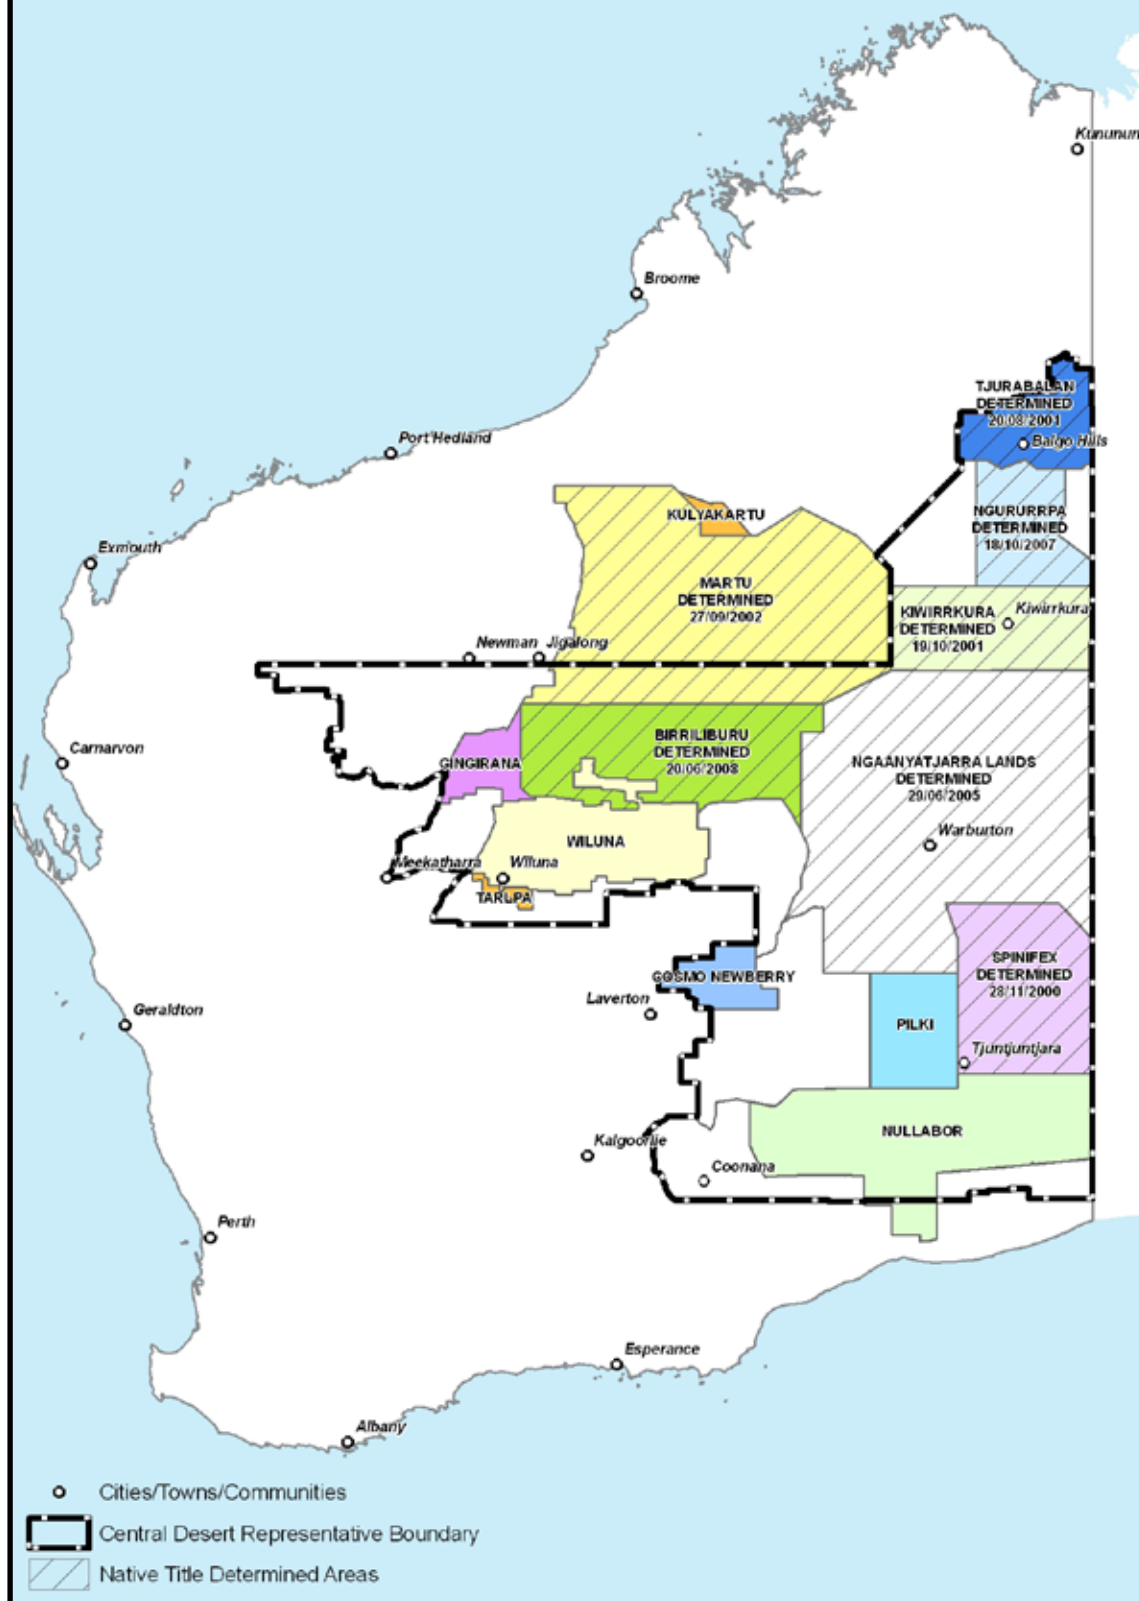 Kununun
Broome
TJURABALAN
DETERMINED
20/08/2001
Balgo Hills
Port Hedland
KULYAKARTU
NGURURRPA
DETERMINED
18/10/2007
Exmouth
MARTU
DETERMINED
27/09/2002
KIWIRRKURA
DETERMINED
19/10/2001
Kiwirrkura
Newman
Jigalong
Carnarvon
GINGIRANA
BIRRILIBURU
DETERMINED
20/06/2008
NGAANYATJARRA LANDS
DETERMINED
29/06/2005
Warburton
WILUNA
Meekatharra
Wiluna
TARLPA
COSMO NEWBERRY
SPINIFEX
DETERMINED
28/11/2000
Laverton
Geraldton
PILKI
Tjuntjuntjara
NULLABOR
Kalgoorlie
Coonana
Perth
Esperance
Albany
Cities/Towns/Communities
Central Desert Representative Boundary
Native Title Determined Areas